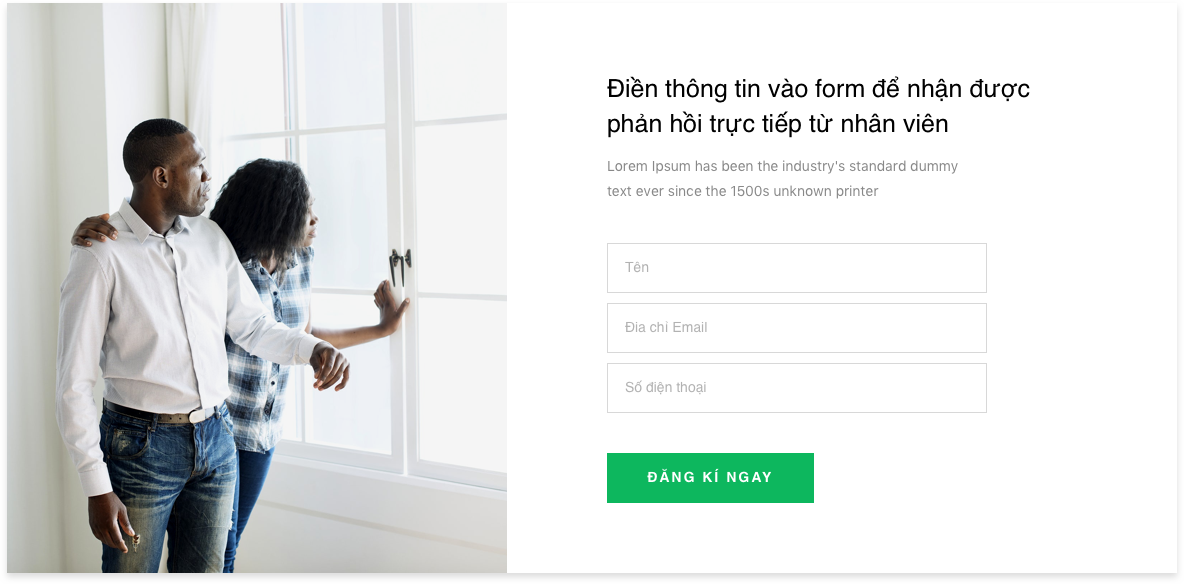 Điền thông tin vào form để nhận được
phản hồi trực tiếp từ nhân viên
Lorem Ipsum has been the industry's standard dummy
text ever since the 1500s unknown printer
Tên
Đia chỉ Email
Số điện thoại
ĐĂNG KÍ NGAY